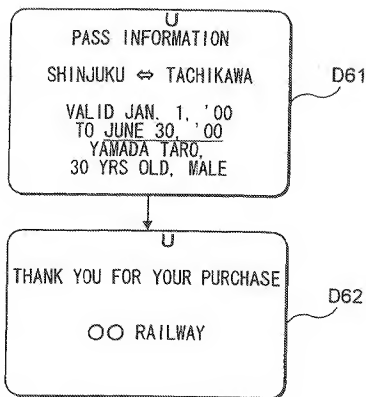 U
PASS INFORMATION
SHINJUKU ⇔ TACHIKAWA
VALID JAN. 1, '00
TO JUNE 30, '00
YAMADA TARO,
30 YRS OLD, MALE
D61
U
THANK YOU FOR YOUR PURCHASE
○○ RAILWAY
D62